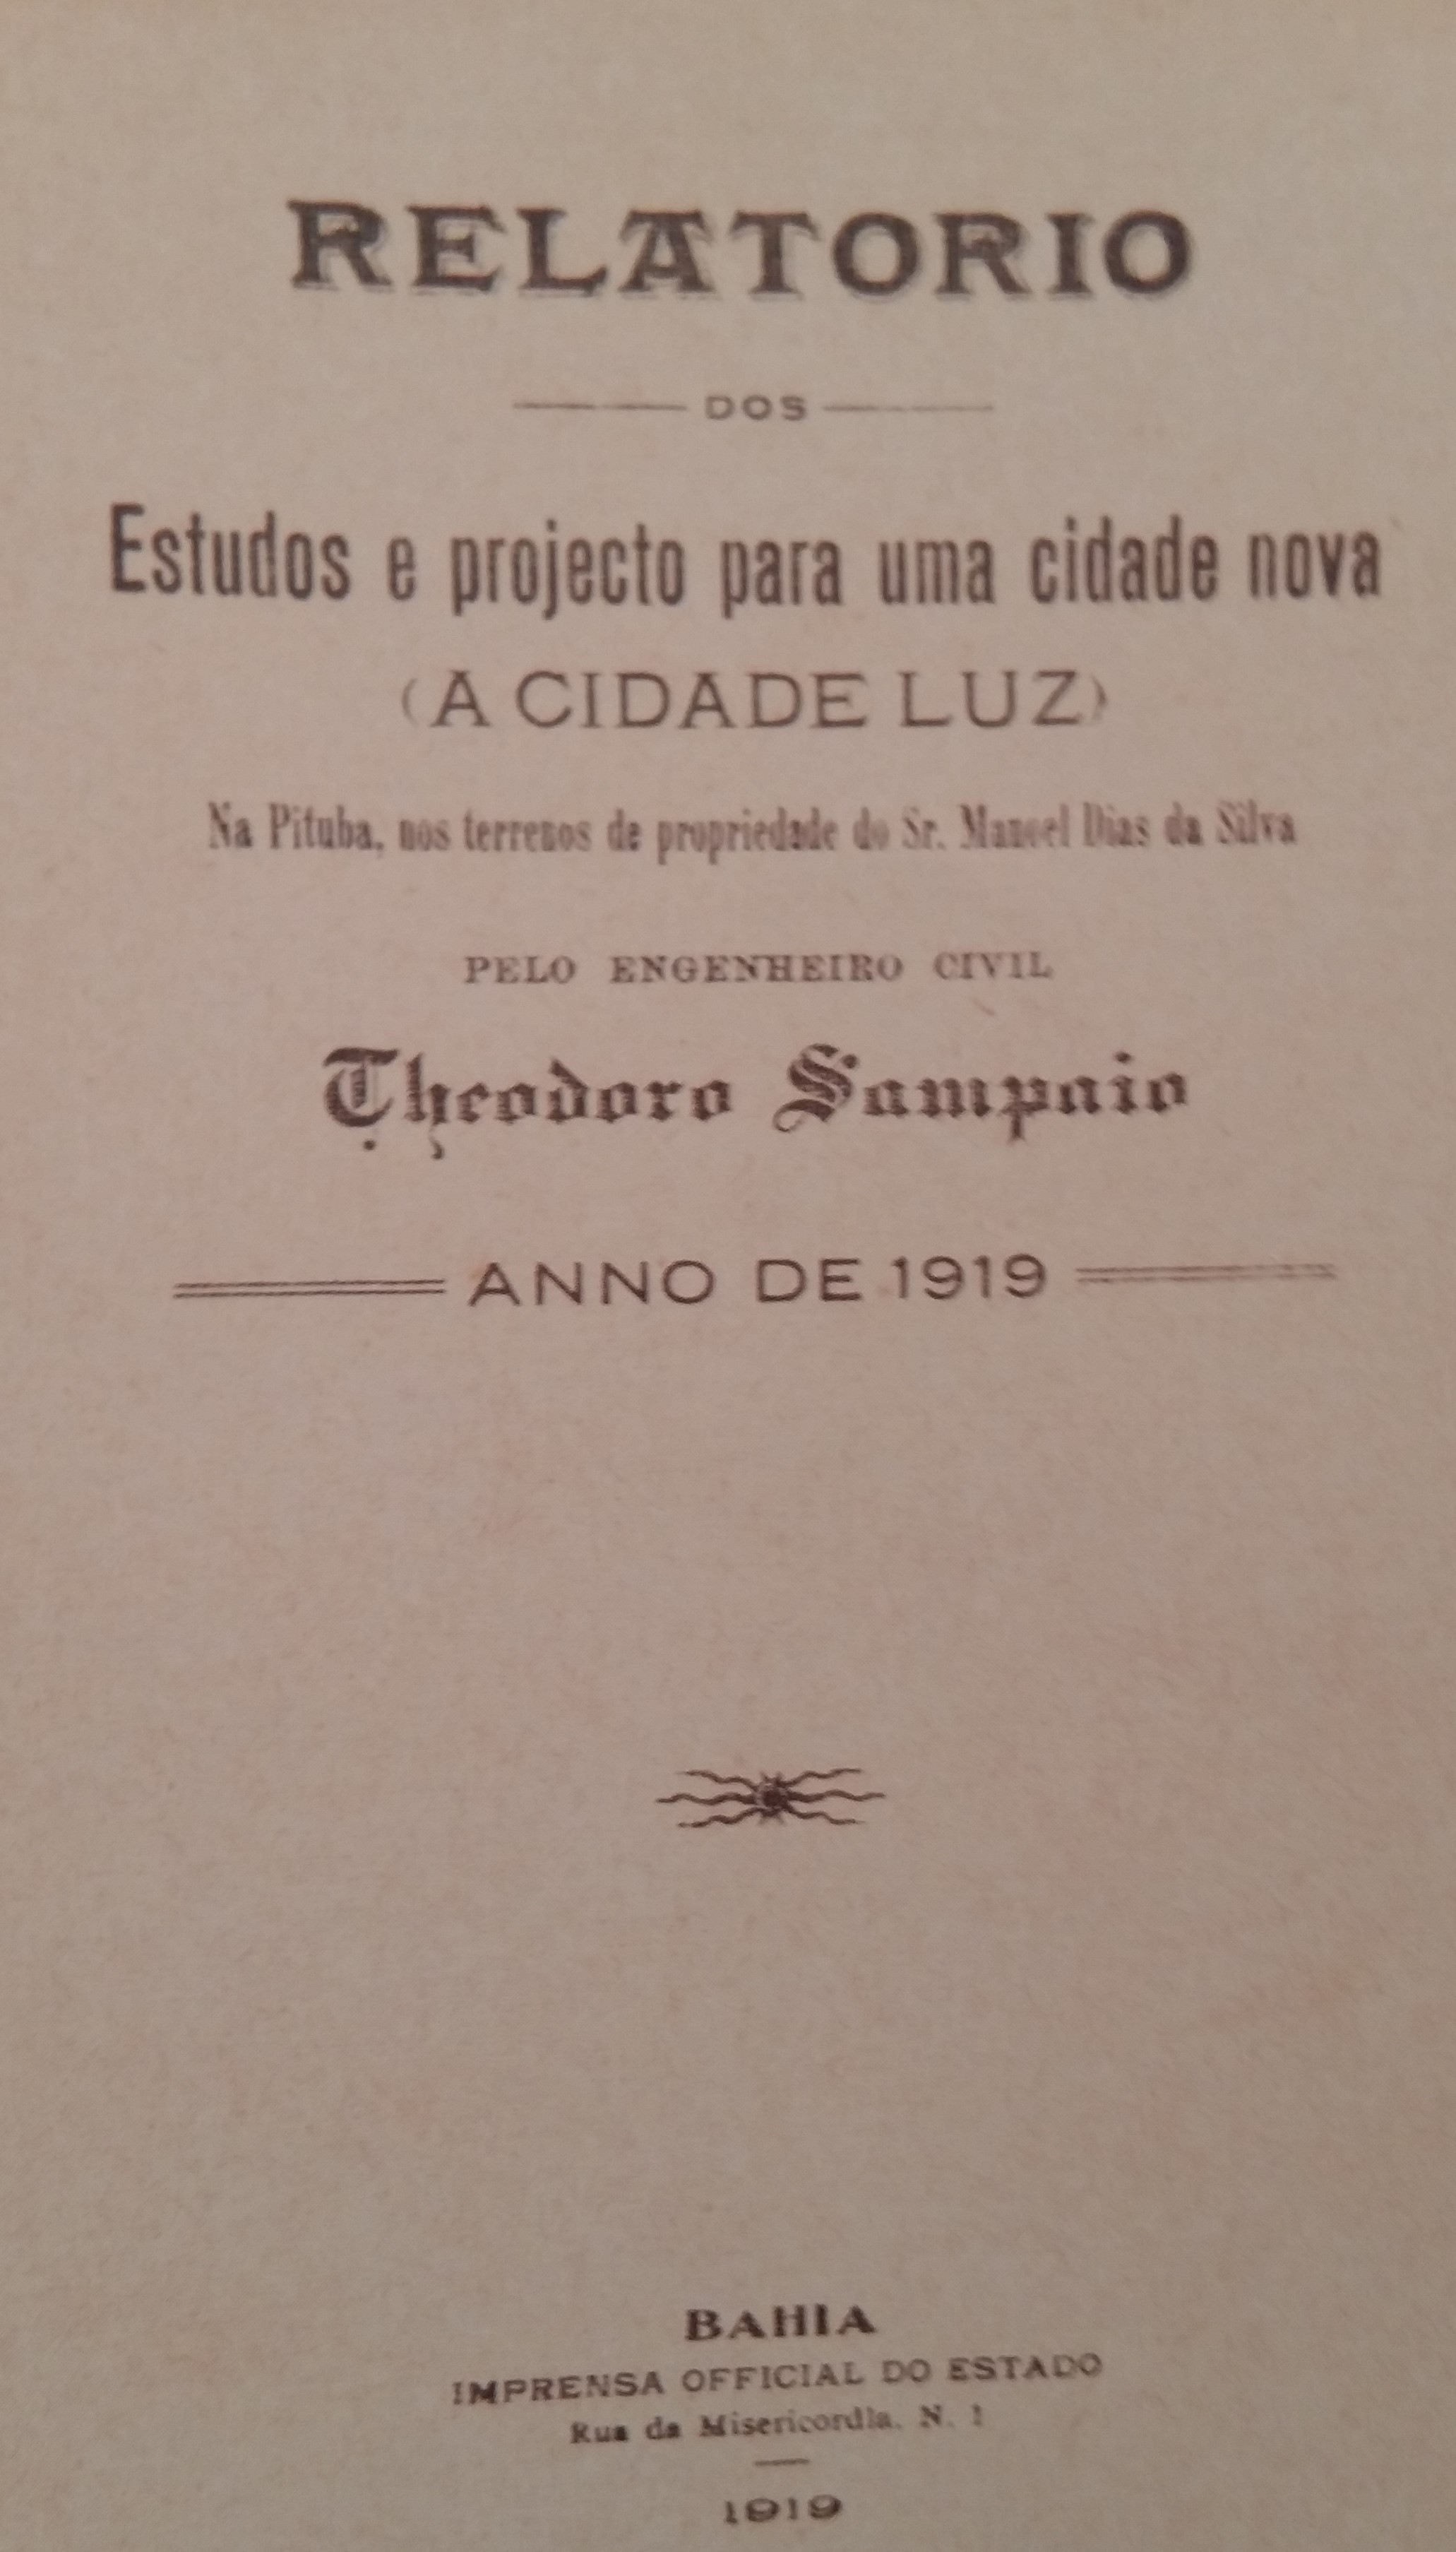 RELATORIO
DOS
Estudos e projecto para uma cidade nova
(A CIDADE LUZ)
Na Pituba, nos terrenos de propriedade do Sr. Manoel Dias da Silva
PELO ENGENHEIRO CIVIL
Theodoro Sampaio
ANNO DE 1919
BAHIA
IMPRENSA OFFICIAL DO ESTADO
Rua da Misericordia. N. 1
1919